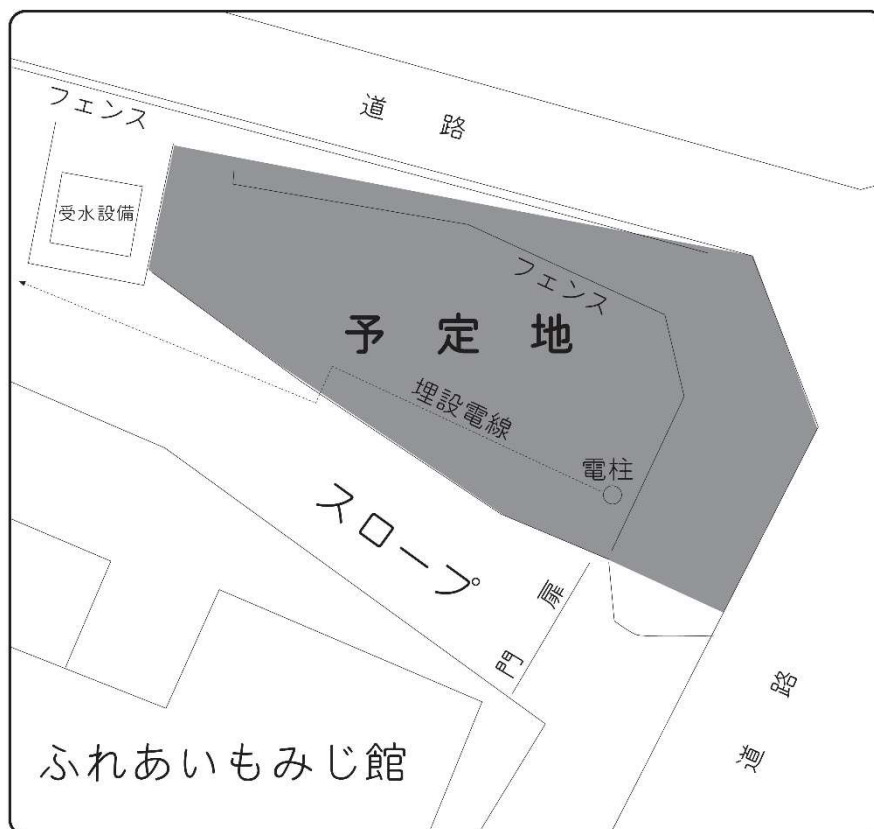 道路
フェンス
受水設備
フェンス
予定地
埋設電線
電柱
スロープ
門扉
道路
ふれあいもみじ館